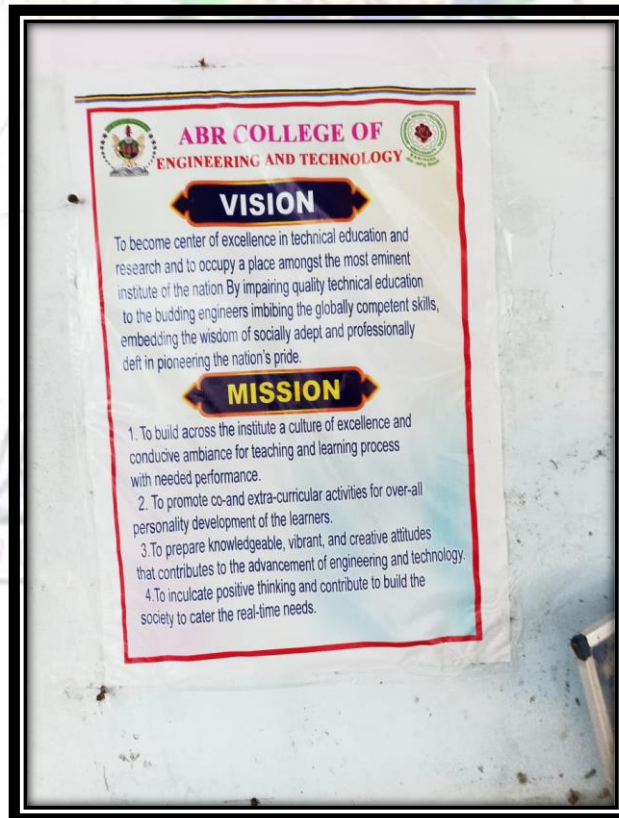 ABR COLLEGE OF
ENGINEERING AND TECHNOLOGY
VISION
To become center of excellence in technical education and
research and to occupy a place amongst the most eminent
institute of the nation By impairing quality technical education
to the budding engineers imbibing the globally competent skills,
embedding the wisdom of socially adept and professionally
deft in pioneering the nation's pride.
MISSION
1. To build across the institute a culture of excellence and
conducive ambiance for teaching and learning process
with needed performance.
2. To promote co-and extra-curricular activities for over-all
personality development of the learners.
3.To prepare knowledgeable, vibrant, and creative attitudes
that contributes to the advancement of engineering and technology.
4.To inculcate positive thinking and contribute to build the
society to cater the real-time needs.